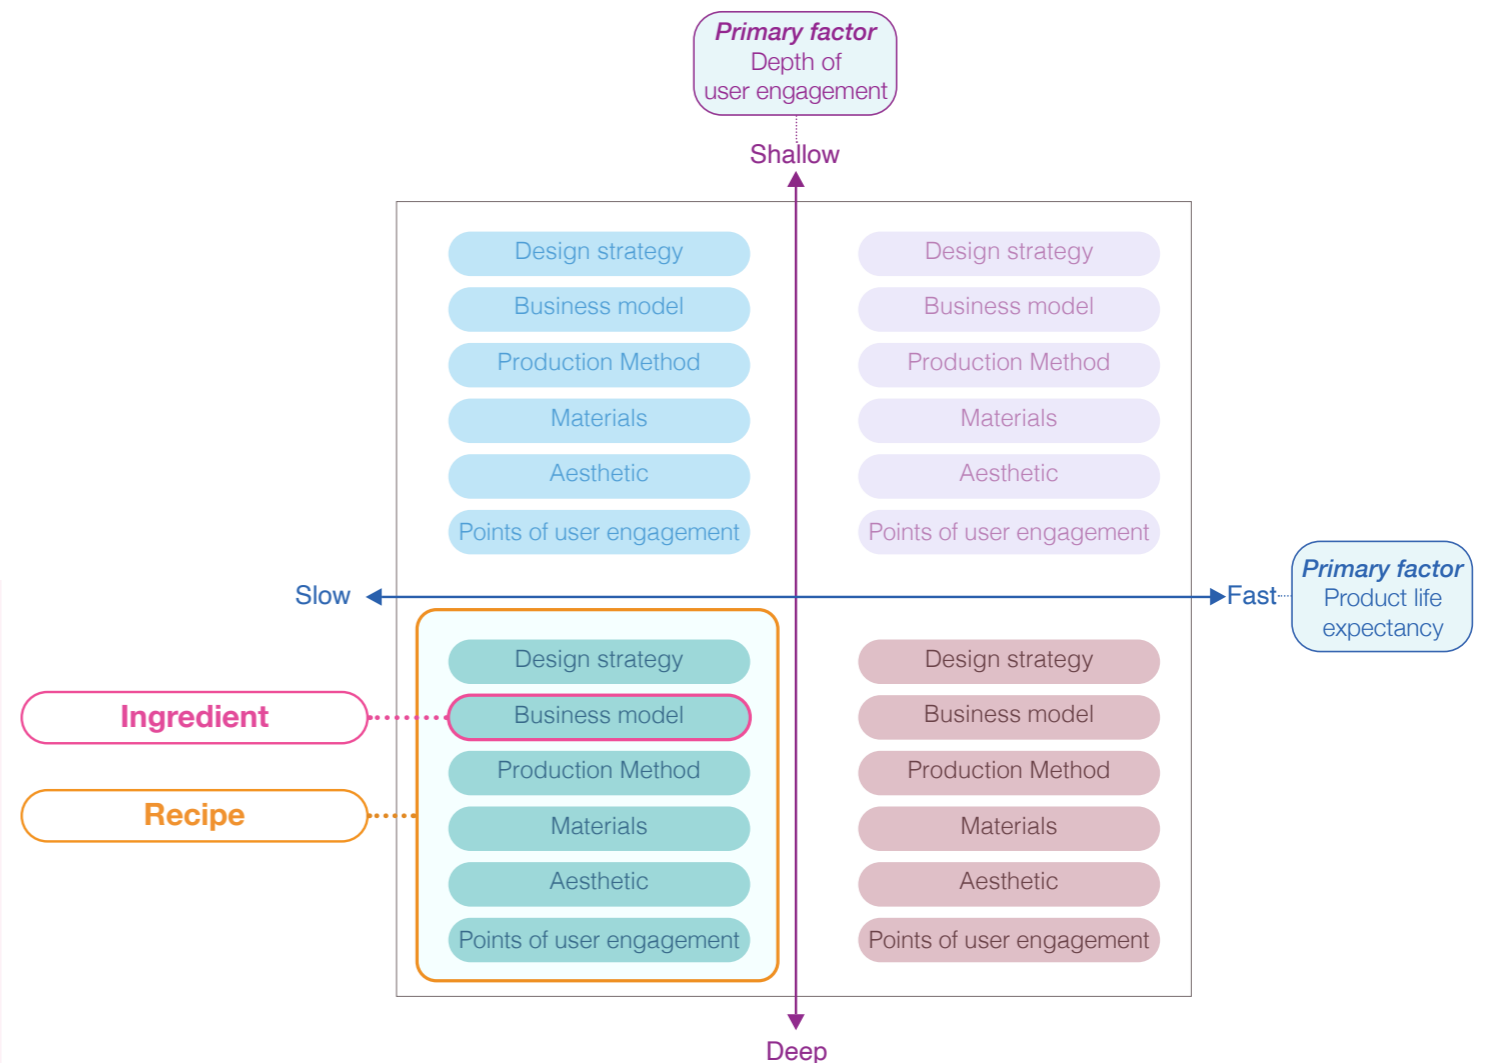 Primary factor
Depth of
user engagement
Shallow
Design strategy
Business model
Production Method
Materials
Aesthetic
Points of user engagement
Design strategy
Business model
Production Method
Materials
Aesthetic
Points of user engagement
Slow
Fast
Primary factor
Product life
expectancy
Ingredient
Recipe
Design strategy
Business model
Production Method
Materials
Aesthetic
Points of user engagement
Design strategy
Business model
Production Method
Materials
Aesthetic
Points of user engagement
Deep